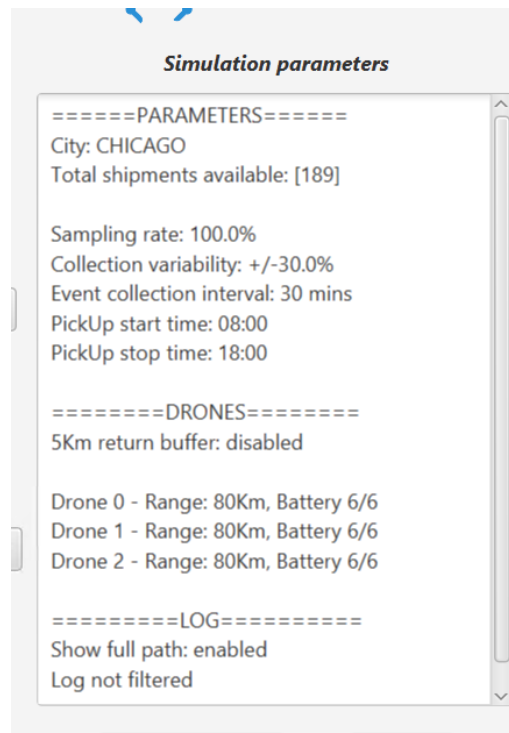 Simulation parameters
======PARAMETERS======
City: CHICAGO
Total shipments available: [189]
Sampling rate: 100.0%
Collection variability: +/-30.0%
Event collection interval: 30 mins
PickUp start time: 08:00
PickUp stop time: 18:00
========DRONES========
5Km return buffer: disabled
Drone 0 - Range: 80Km, Battery 6/6
Drone 1 - Range: 80Km, Battery 6/6
Drone 2 - Range: 80Km, Battery 6/6
=========LOG==========
Show full path: enabled
Log not filtered